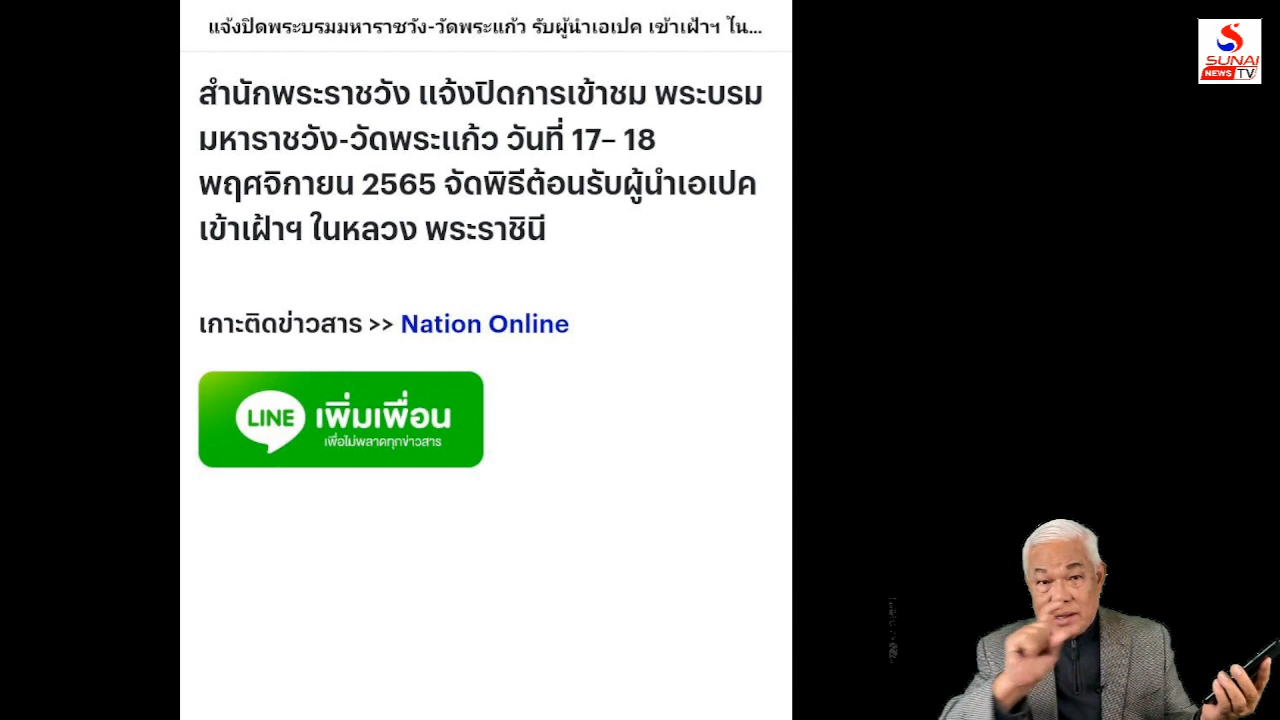 แจ้งปิดพระบรมมหาราชวัง-วัดพระแก้ว รับผู้นำเอเปค เข้าเฝ้าฯ ใน...
SUNAI
NEWS TV
สำนักพระราชวัง แจ้งปิดการเข้าชม พระบรม
มหาราชวัง-วัดพระแก้ว วันที่ 17– 18
พฤศจิกายน 2565 จัดพิธีต้อนรับผู้นำเอเปค
เข้าเฝ้าฯ ในหลวง พระราชินี
เกาะติดข่าวสาร >> Nation Online
LINE เพิ่มเพื่อน
เพื่อไม่พลาดทุกข่าวสาร